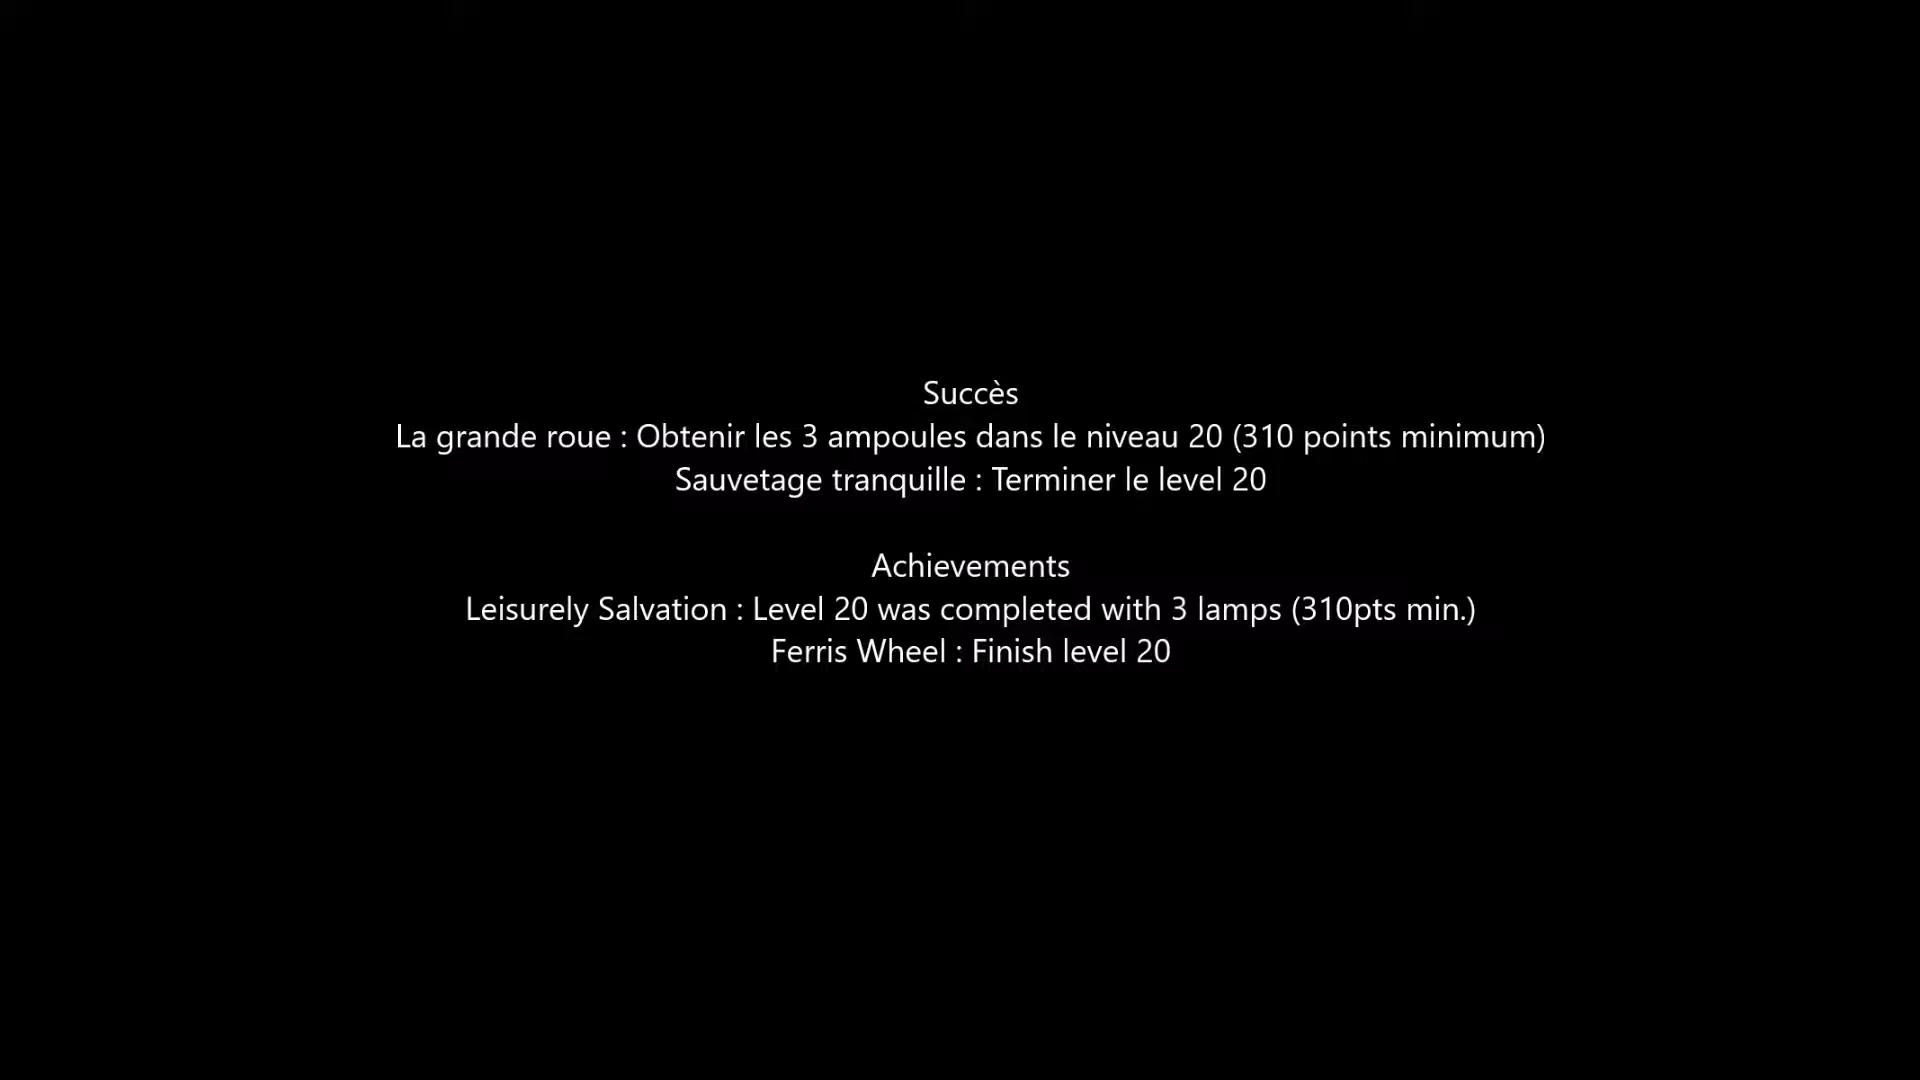 Succès
La grande roue : Obtenir les 3 ampoules dans le niveau 20 (310 points minimum)
Sauvetage tranquille : Terminer le level 20
Achievements
Leisurely Salvation : Level 20 was completed with 3 lamps (310pts min.)
Ferris Wheel : Finish level 20